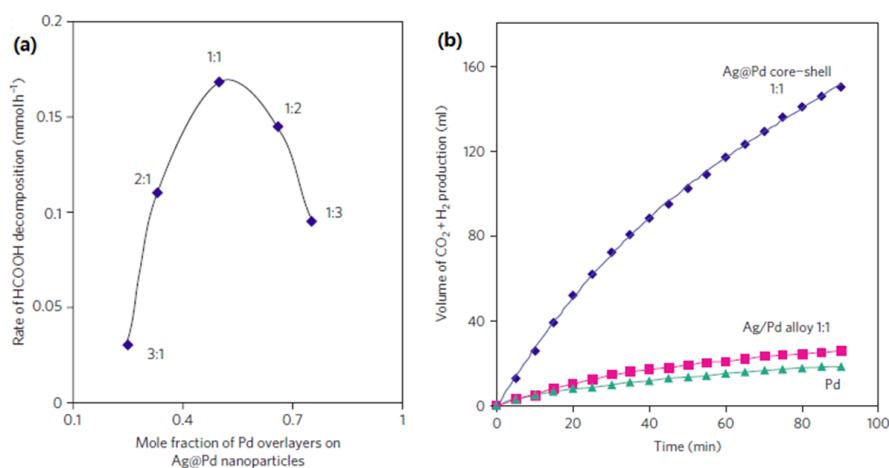 (a)
Rate of HCOOH decomposition (mmolh⁻¹)
0.2
0.15
0.1
0.05
0
1:1
1:2
2:1
1:3
3:1
0.1
0.4
0.7
1
Mole fraction of Pd overlayers on
Ag@Pd nanoparticles
(b)
Volume of CO₂ + H₂ production (ml)
160
120
80
40
0
Ag@Pd core−shell
1:1
Ag/Pd alloy 1:1
Pd
0
20
40
60
80
100
Time (min)